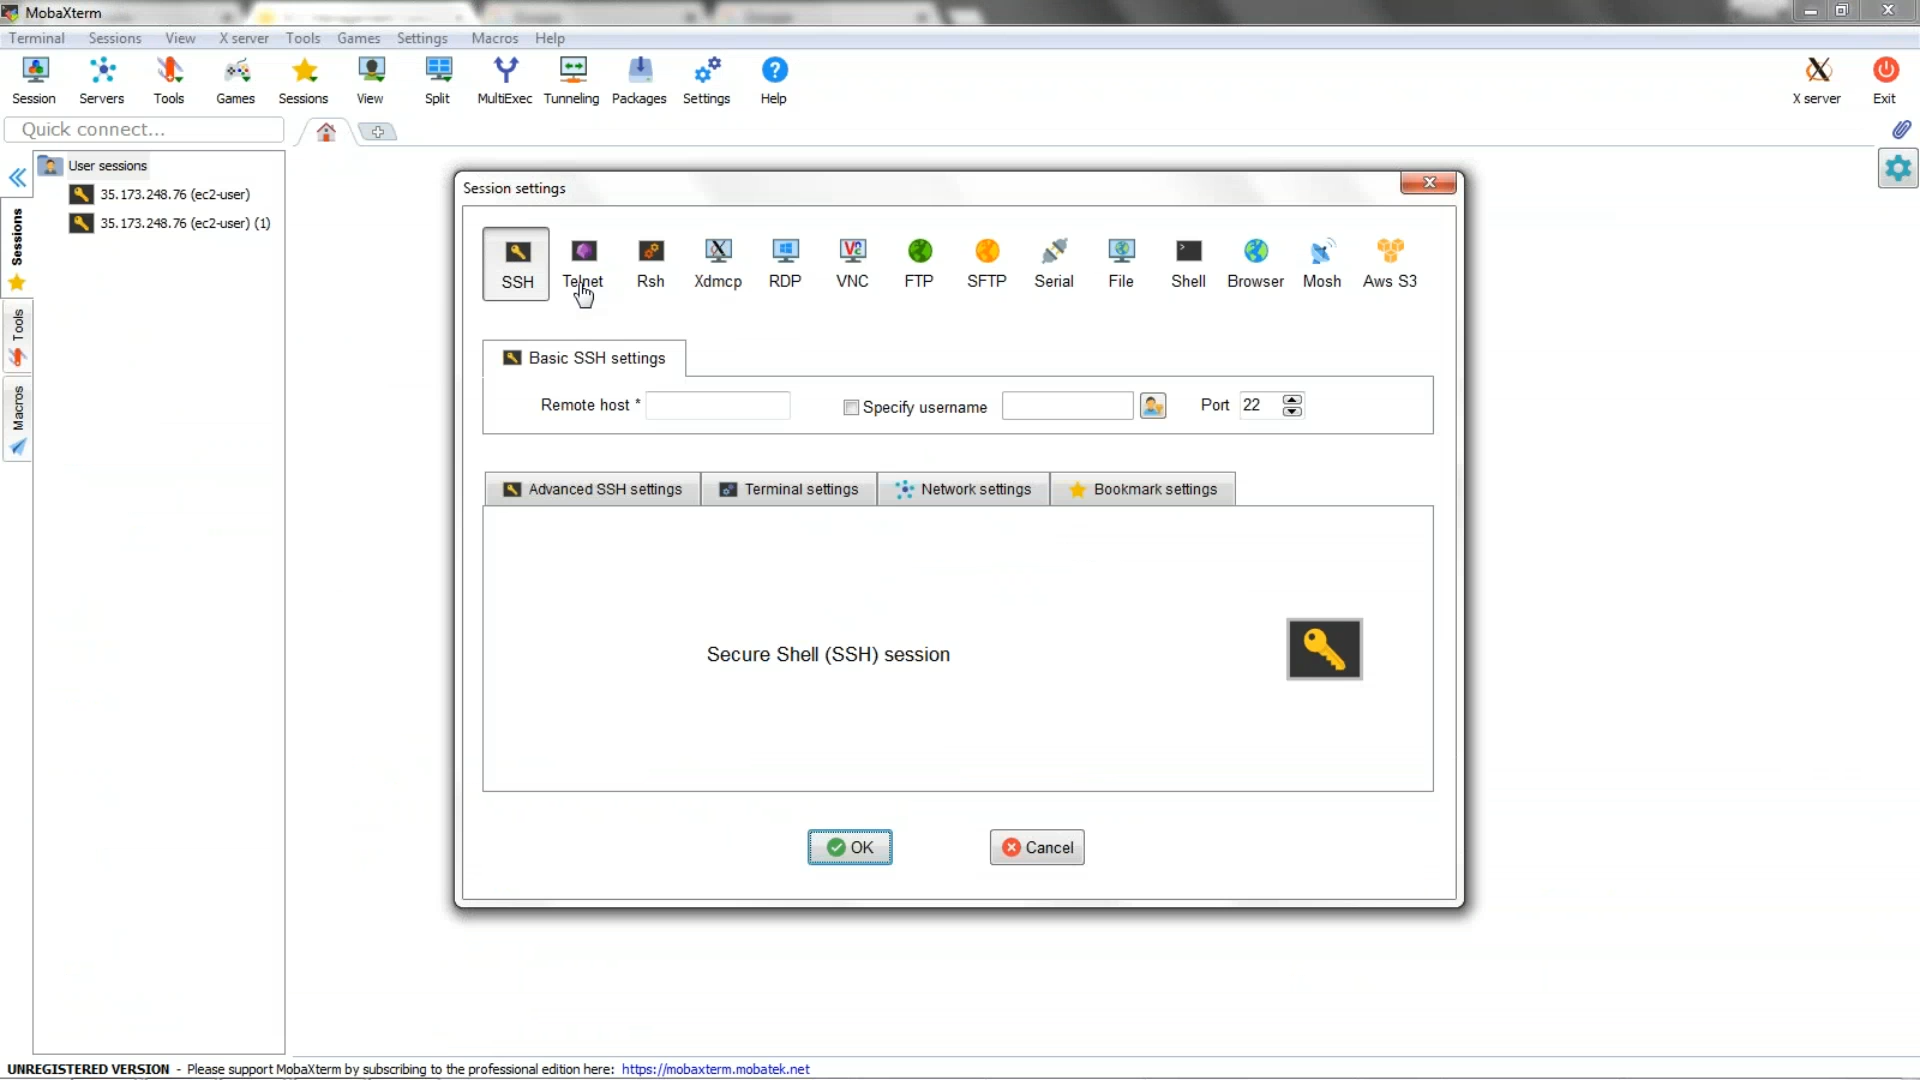 MobaXterm
Terminal Sessions View X server Tools Games Settings Macros Help
Session Servers Tools Games Sessions View Split MultiExec Tunneling Packages Settings Help X server Exit
Quick connect...
User sessions
35.173.248.76 (ec2-user)
35.173.248.76 (ec2-user) (1)
Sessions
Tools
Macros
Session settings
SSH Telnet Rsh Xdmcp RDP VNC FTP SFTP Serial File Shell Browser Mosh Aws S3
Basic SSH settings
Remote host * Specify username Port 22
Advanced SSH settings Terminal settings Network settings Bookmark settings
Secure Shell (SSH) session
OK Cancel
UNREGISTERED VERSION - Please support MobaXterm by subscribing to the professional edition here: https://mobaxterm.mobatek.net